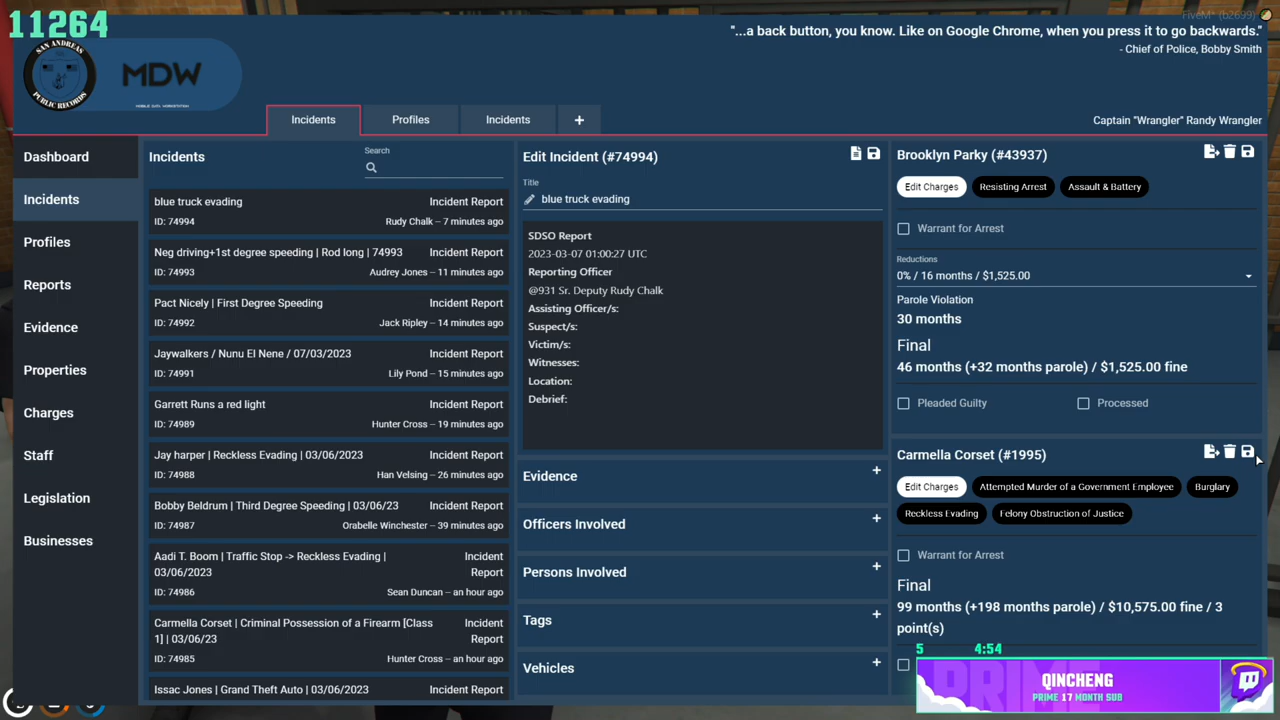 11264
FiveM® (b2699)
"...a back button, you know. Like on Google Chrome, when you press it to go backwards."
- Chief of Police, Bobby Smith
SAN ANDREAS
PUBLIC RECORDS
MDW
MOBILE DATA WORKSTATION
Incidents
Profiles
Incidents
+
Captain "Wrangler" Randy Wrangler
Dashboard
Incidents
Profiles
Reports
Evidence
Properties
Charges
Staff
Legislation
Businesses
Incidents
Search
blue truck evading Incident Report
ID: 74994 Rudy Chalk – 7 minutes ago
Neg driving+1st degree speeding | Rod long | 74993 Incident Report
ID: 74993 Audrey Jones – 11 minutes ago
Pact Nicely | First Degree Speeding Incident Report
ID: 74992 Jack Ripley – 14 minutes ago
Jaywalkers / Nunu El Nene / 07/03/2023 Incident Report
ID: 74991 Lily Pond – 15 minutes ago
Garrett Runs a red light Incident Report
ID: 74989 Hunter Cross – 19 minutes ago
Jay harper | Reckless Evading | 03/06/2023 Incident Report
ID: 74988 Han Velsing – 26 minutes ago
Bobby Beldrum | Third Degree Speeding | 03/06/23 Incident Report
ID: 74987 Orabelle Winchester – 39 minutes ago
Aadi T. Boom | Traffic Stop -> Reckless Evading | Incident
03/06/2023 Report
ID: 74986 Sean Duncan – an hour ago
Carmella Corset | Criminal Possession of a Firearm [Class Incident
1] | 03/06/23 Report
ID: 74985 Hunter Cross – an hour ago
Issac Jones | Grand Theft Auto | 03/06/2023 Incident Report
Edit Incident (#74994)
Title
blue truck evading
SDSO Report
2023-03-07 01:00:27 UTC
Reporting Officer
@931 Sr. Deputy Rudy Chalk
Assisting Officer/s:
Suspect/s:
Victim/s:
Witnesses:
Location:
Debrief:
Evidence +
Officers Involved +
Persons Involved +
Tags +
Vehicles +
Brooklyn Parky (#43937)
Edit Charges Resisting Arrest Assault & Battery
Warrant for Arrest
Reductions
0% / 16 months / $1,525.00
Parole Violation
30 months
Final
46 months (+32 months parole) / $1,525.00 fine
Pleaded Guilty Processed
Carmella Corset (#1995)
Edit Charges Attempted Murder of a Government Employee Burglary
Reckless Evading Felony Obstruction of Justice
Warrant for Arrest
Final
99 months (+198 months parole) / $10,575.00 fine / 3
point(s)
5 4:54
PRIME
QINCHENG
PRIME 17 MONTH SUB